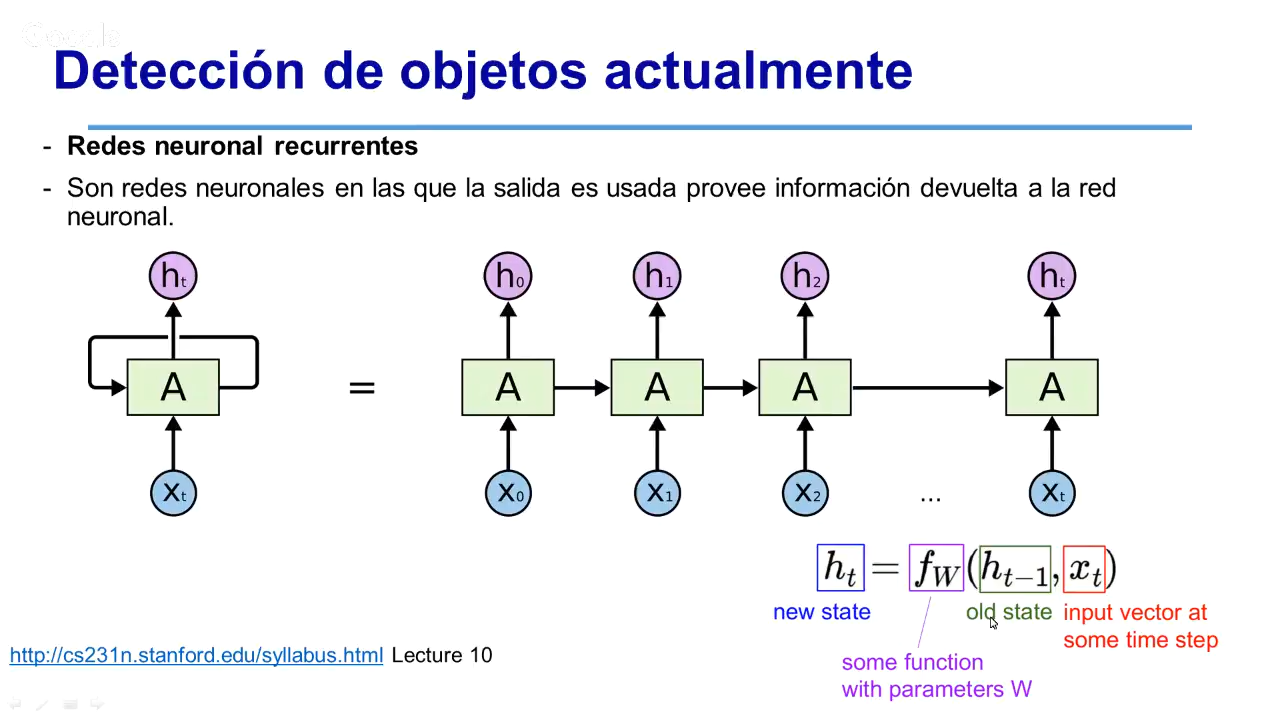 Detección de objetos actualmente
- Redes neuronal recurrentes
- Son redes neuronales en las que la salida es usada provee información devuelta a la red
neuronal.
ht h0 h1 h2 ht
A = A A A A
xt x0 x1 x2 ... xt
ht = fW(ht−1, xt)
new state old state input vector at
some time step
some function
with parameters W
http://cs231n.stanford.edu/syllabus.html Lecture 10